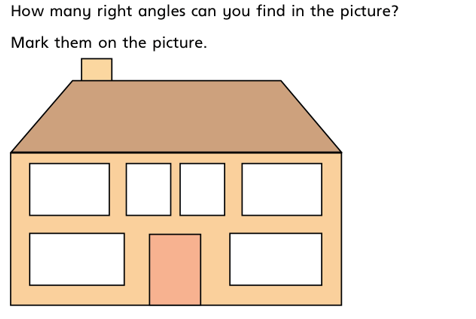 How many right angles can you find in the picture?
Mark them on the picture.